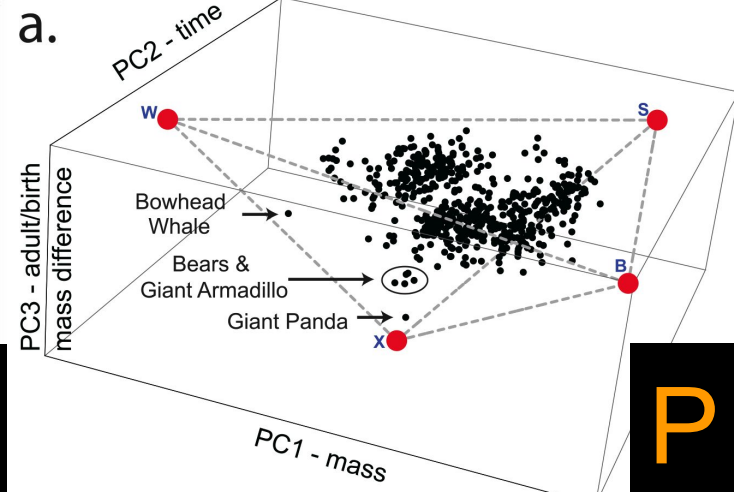 a.
PC2 - time
W
S
PC3 - adult/birth
mass difference
Bowhead
Whale
Bears &
Giant Armadillo
B
Giant Panda
X
PC1 - mass
P